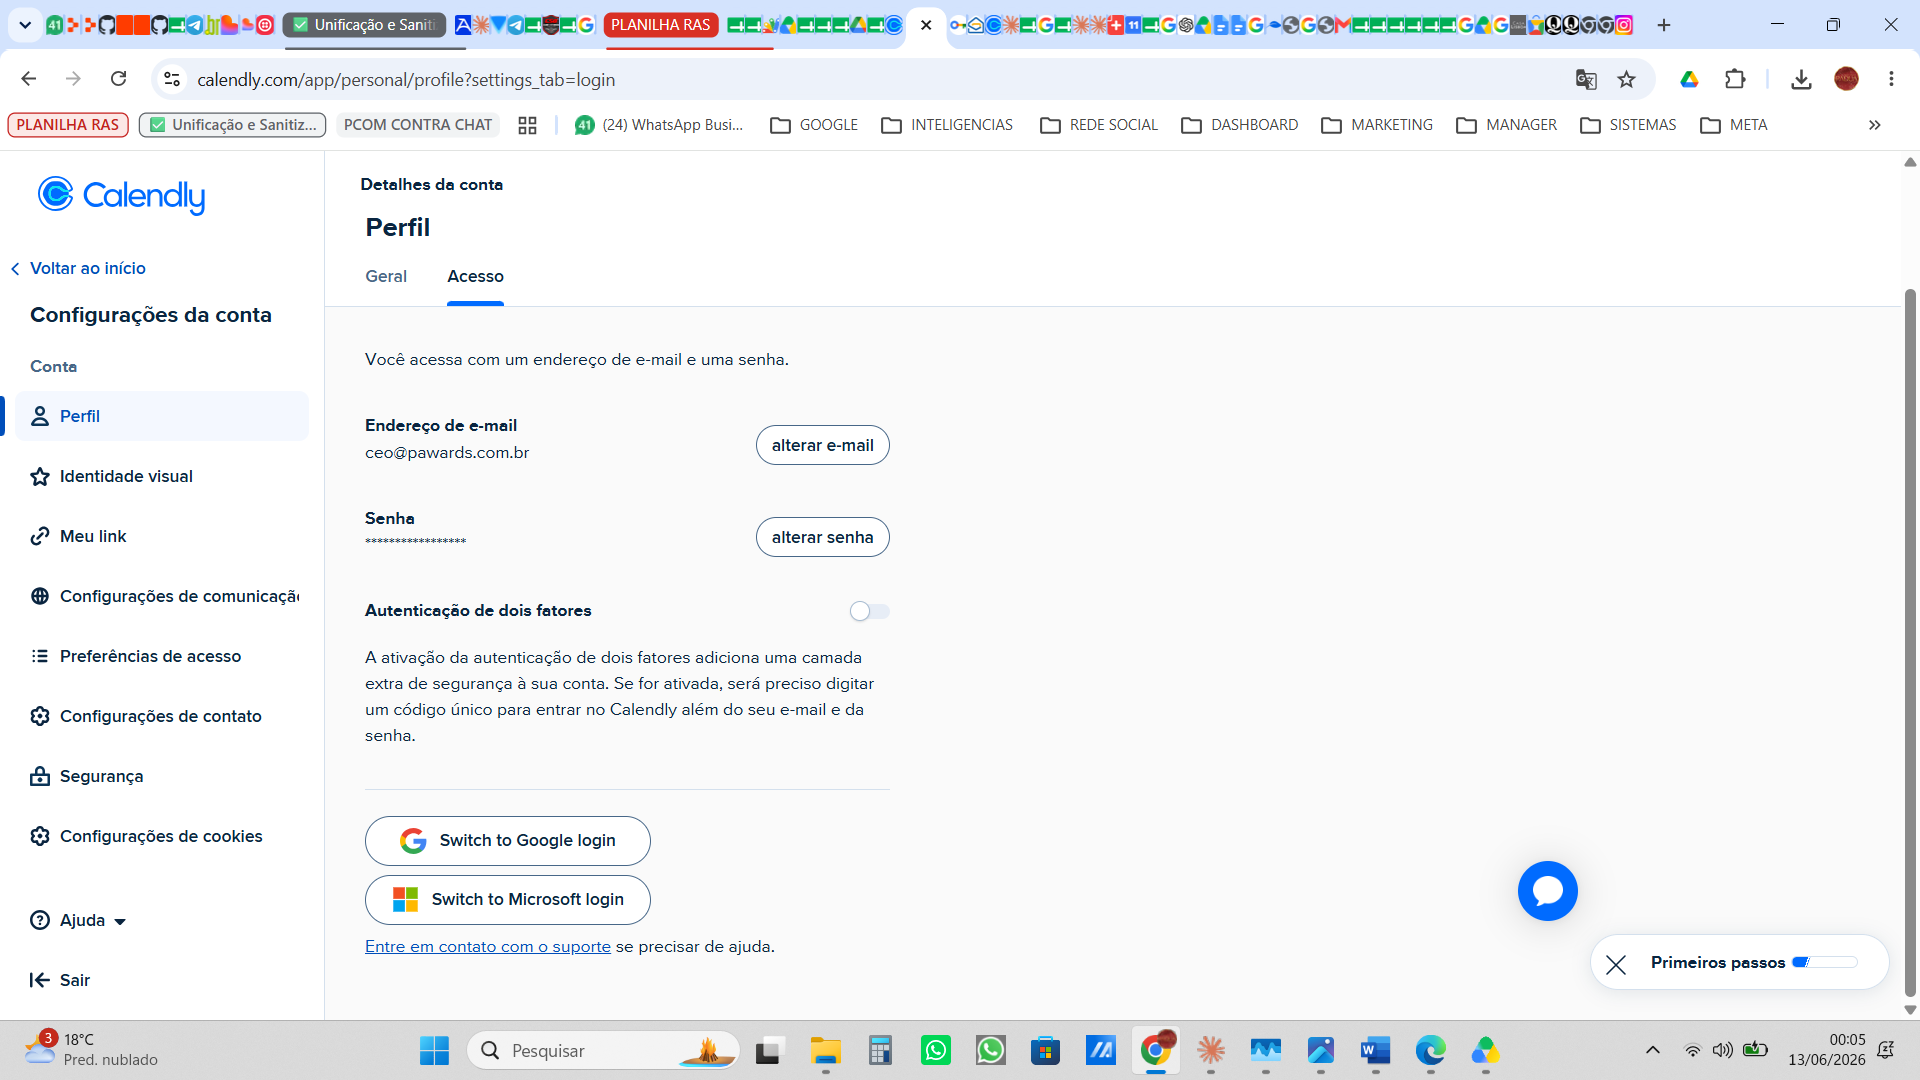 Unificação e Saniti
PLANILHA RAS
calendly.com/app/personal/profile?settings_tab=login
PLANILHA RAS
Unificação e Sanitiz...
PCOM CONTRA CHAT
41
(24) WhatsApp Busi...
GOOGLE
INTELIGENCIAS
REDE SOCIAL
DASHBOARD
MARKETING
MANAGER
SISTEMAS
META
Calendly
Voltar ao início
Configurações da conta
Conta
Perfil
Identidade visual
Meu link
Configurações de comunicaçã
Preferências de acesso
Configurações de contato
Segurança
Configurações de cookies
Ajuda
Sair
Detalhes da conta
Perfil
Geral
Acesso
Você acessa com um endereço de e-mail e uma senha.
Endereço de e-mail
ceo@pawards.com.br
alterar e-mail
Senha
*****************
alterar senha
Autenticação de dois fatores
A ativação da autenticação de dois fatores adiciona uma camada
extra de segurança à sua conta. Se for ativada, será preciso digitar
um código único para entrar no Calendly além do seu e-mail e da
senha.
Switch to Google login
Switch to Microsoft login
Entre em contato com o suporte se precisar de ajuda.
Primeiros passos
3
18°C
Pred. nublado
Pesquisar
00:05
13/06/2026